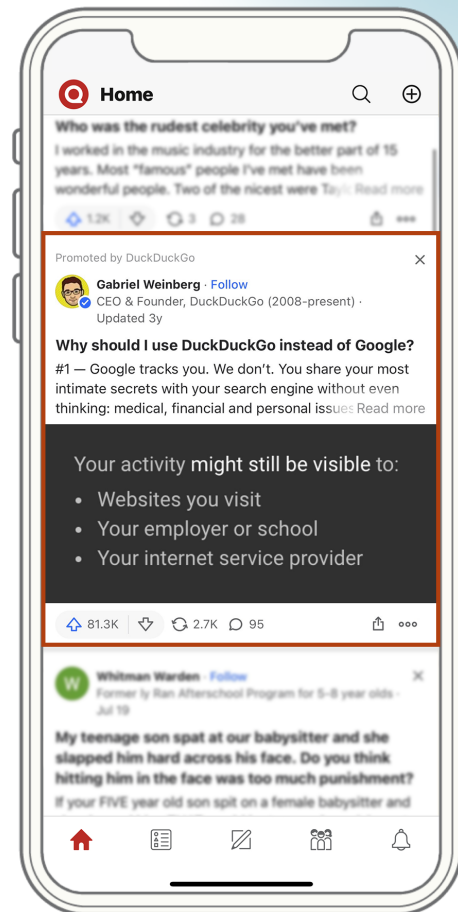 Home
Who was the rudest celebrity you've met?
I worked in the music industry for the better part of 15
years. Most "famous" people I've met have been
wonderful people. Two of the nicest were Read more
1.2K 3 28
Promoted by DuckDuckGo
Gabriel Weinberg · Follow
CEO & Founder, DuckDuckGo (2008-present) ·
Updated 3y
Why should I use DuckDuckGo instead of Google?
#1 — Google tracks you. We don't. You share your most
intimate secrets with your search engine without even
thinking: medical, financial and personal issues Read more
Your activity might still be visible to:
• Websites you visit
• Your employer or school
• Your internet service provider
81.3K 2.7K 95
W
Whitman Warden · Follow
Former ly Ran Afterschool Program for 5-8 year olds ·
Jul 19
My teenage son spat at our babysitter and she
slapped him hard across his face. Do you think
hitting him in the face was too much punishment?
If your FIVE year old son spit on a female babysitter and